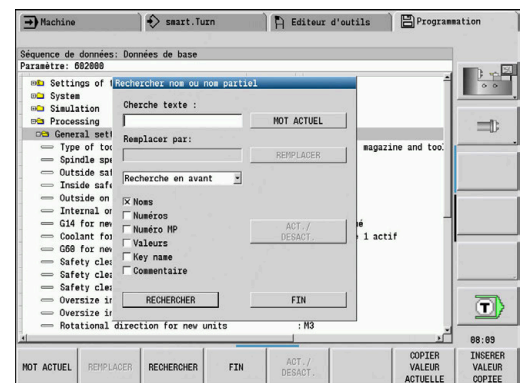 Machine
smart.Turn
Editeur d'outils
Programmation
Séquence de données: Données de base
Paramètre: 602000
Settings of
System
Simulation
Processing
General sett
Type of too
magazine and tool
Spindle spe
Outside saf
Inside safe
Outside on
Internal on
G14 for new
Coolant for
1 actif
G60 for new
Safety clea
Safety clea
Safety clea
Oversize in
Oversize in
Rotational direction for new units : M3
Rechercher nom ou nom partiel
Cherche texte :
MOT ACTUEL
Remplacer par:
REMPLACER
Recherche en avant
Noms
Numéros
Numéro MP
Valeurs
Key name
Commentaire
ACT./
DESACT.
RECHERCHER
FIN
T
08:09
MOT ACTUEL
REMPLACER
RECHERCHER
FIN
ACT./
DESACT.
COPIER
VALEUR
ACTUELLE
INSERER
VALEUR
COPIEE